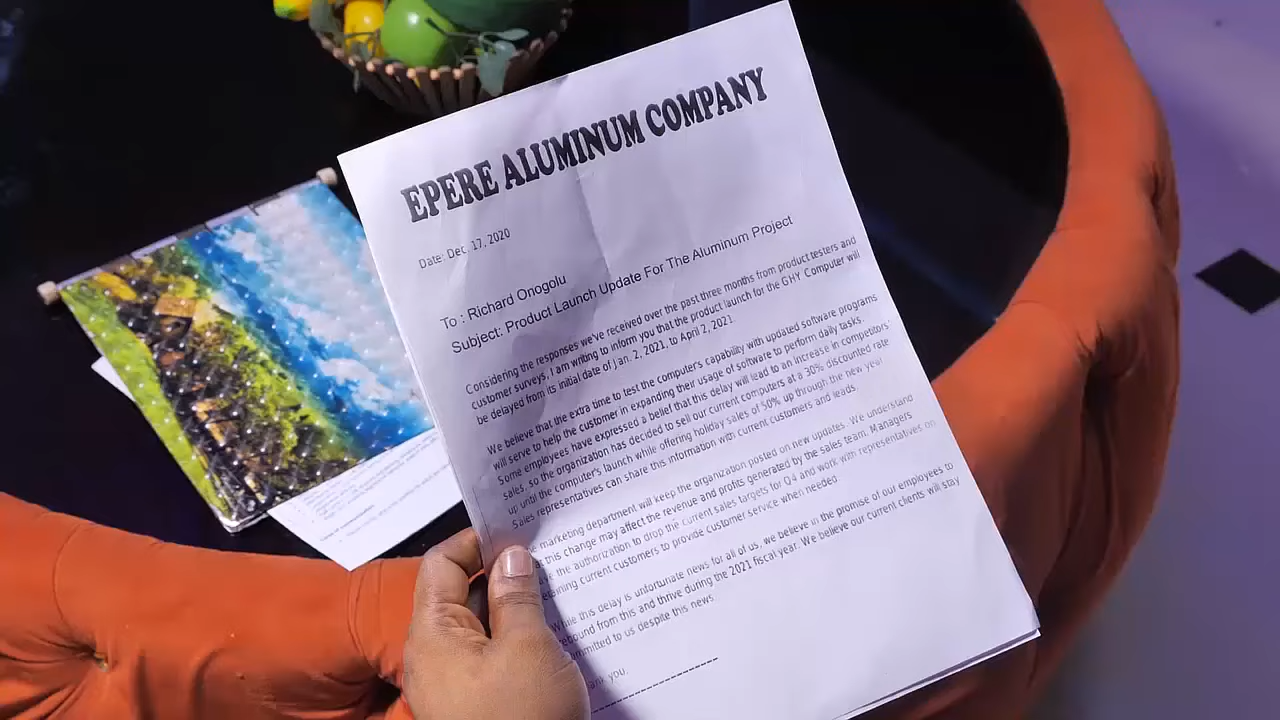 EPERE ALUMINUM COMPANY
Date: Dec. 17, 2020
To : Richard Onogolu
Subject: Product Launch Update For The Aluminum Project
Considering the responses we've received over the past three months from product testers and
customer surveys, I am writing to inform you that the product launch for the GHY Computer will
be delayed from its initial date of Jan. 2, 2021, to April 2, 2021.
We believe that the extra time to test the computers capability with updated software programs
will serve to help the customer in expanding their usage of software to perform daily tasks.
Some employees have expressed a belief that this delay will lead to an increase in competitors'
sales, so the organization has decided to sell our current computers at a 30% discounted rate
up until the computer's launch while offering holiday sales of 50% up through the new year
Sales representatives can share this information with current customers and leads.
marketing department will keep the organization posted on new updates. We understand
this change may affect the revenue and profits generated by the sales team. Managers
the authorization to drop the current sales targets for Q4 and work with representatives on
current customers to provide customer service when needed
While this delay is unfortunate news for all of us, we believe in the promise of our employees to
rebound from this and thrive during the 2021 fiscal year. We believe our current clients will stay
committed to us despite this news.
you,